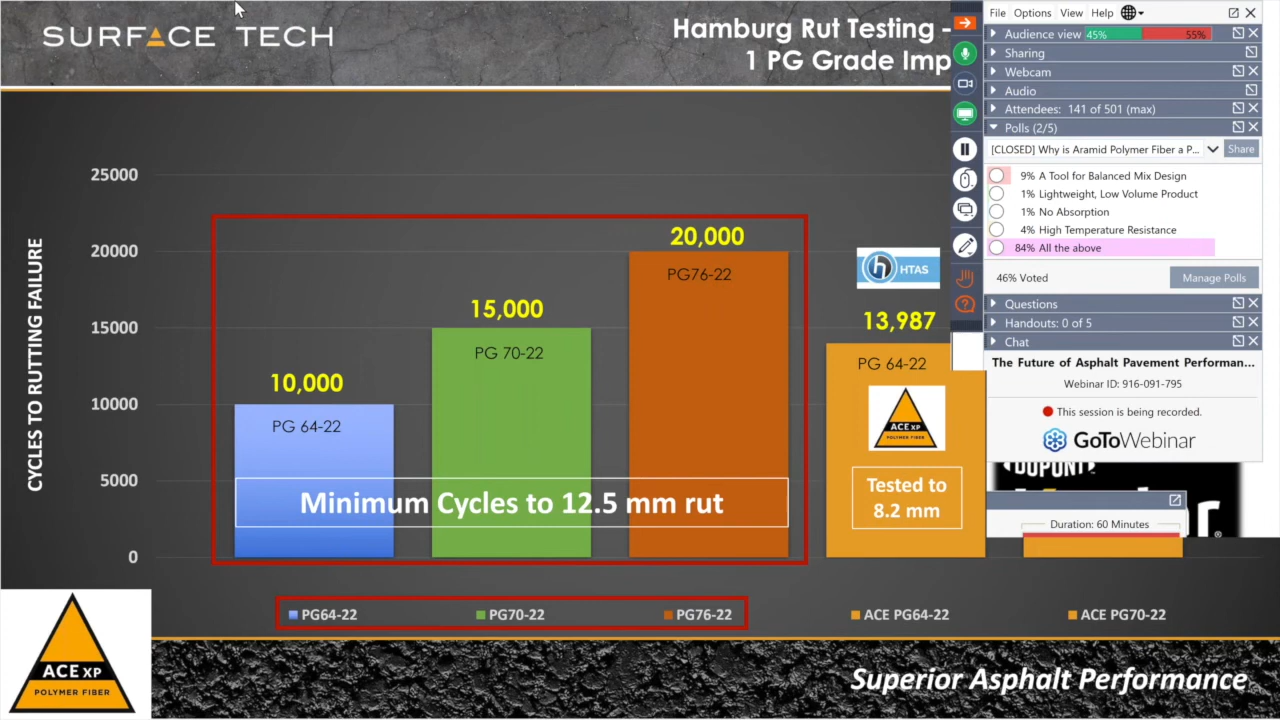 SURFACE TECH
Hamburg Rut Testing -
1 PG Grade Imp
CYCLES TO RUTTING FAILURE
25000
20000
15000
10000
5000
0
10,000
PG 64-22
15,000
PG 70-22
20,000
PG76-22
Minimum Cycles to 12.5 mm rut
h HTAS
13,987
PG 64-22
ACE XP
POLYMER FIBER
Tested to
8.2 mm
PG64-22
PG70-22
PG76-22
ACE PG64-22
ACE PG70-22
ACE XP
POLYMER FIBER
Superior Asphalt Performance
File Options View Help
Audience view 45% 55%
Sharing
Webcam
Audio
Attendees: 141 of 501 (max)
Polls (2/5)
[CLOSED] Why is Aramid Polymer Fiber a P...
Share
9% A Tool for Balanced Mix Design
1% Lightweight, Low Volume Product
1% No Absorption
4% High Temperature Resistance
84% All the above
46% Voted
Manage Polls
Questions
Handouts: 0 of 5
Chat
The Future of Asphalt Pavement Performan...
Webinar ID: 916-091-795
This session is being recorded.
GoToWebinar
DUPONT
Duration: 60 Minutes